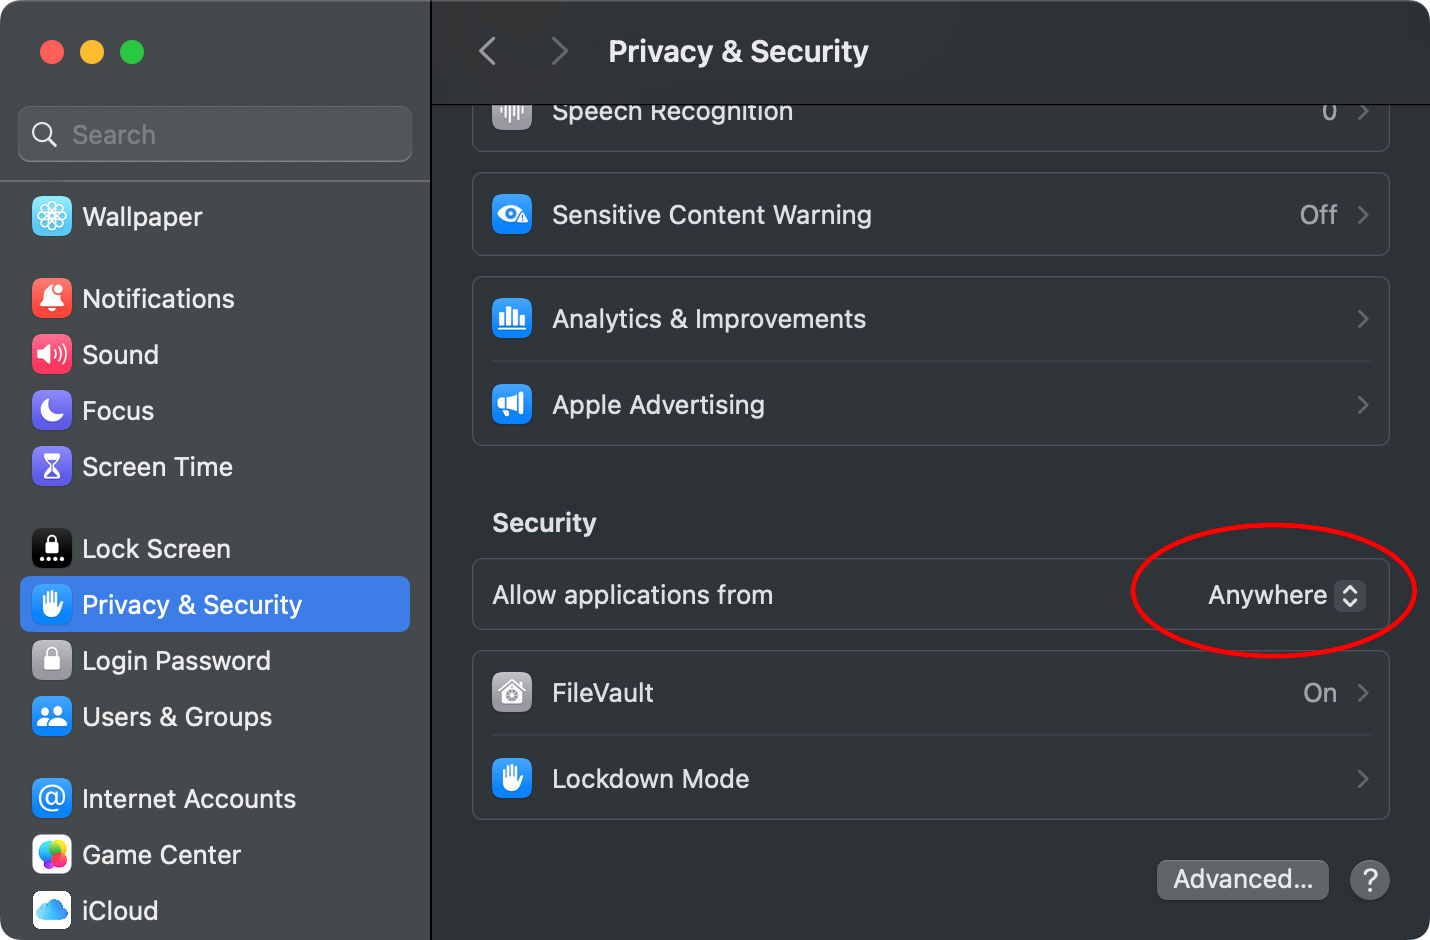 Search
Wallpaper
Notifications
Sound
Focus
Screen Time
Lock Screen
Privacy & Security
Login Password
Users & Groups
Internet Accounts
Game Center
iCloud
Privacy & Security
Speech Recognition 0
Sensitive Content Warning Off
Analytics & Improvements
Apple Advertising
Security
Allow applications from Anywhere
FileVault On
Lockdown Mode
Advanced... ?